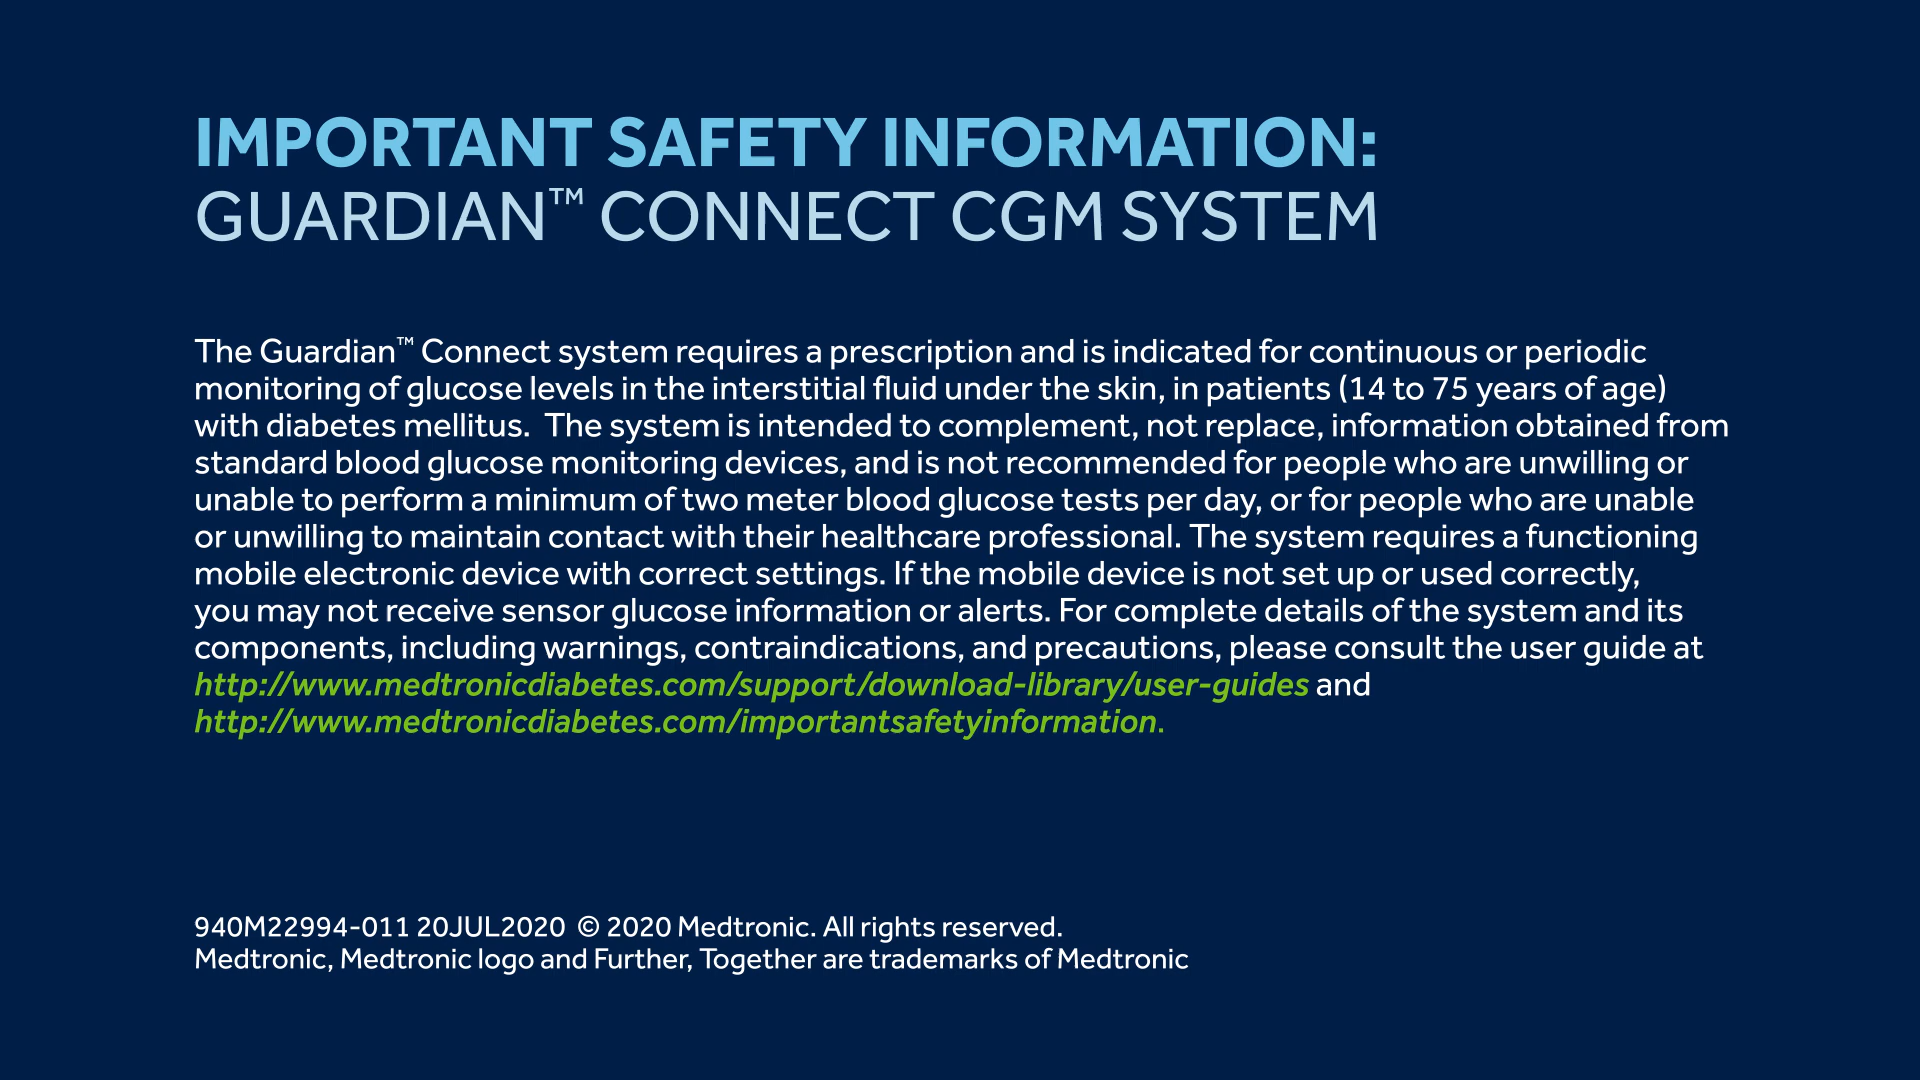 IMPORTANT SAFETY INFORMATION:
GUARDIAN™ CONNECT CGM SYSTEM
The Guardian™ Connect system requires a prescription and is indicated for continuous or periodic
monitoring of glucose levels in the interstitial fluid under the skin, in patients (14 to 75 years of age)
with diabetes mellitus.  The system is intended to complement, not replace, information obtained from
standard blood glucose monitoring devices, and is not recommended for people who are unwilling or
unable to perform a minimum of two meter blood glucose tests per day, or for people who are unable
or unwilling to maintain contact with their healthcare professional. The system requires a functioning
mobile electronic device with correct settings. If the mobile device is not set up or used correctly,
you may not receive sensor glucose information or alerts. For complete details of the system and its
components, including warnings, contraindications, and precautions, please consult the user guide at
http://www.medtronicdiabetes.com/support/download-library/user-guides and
http://www.medtronicdiabetes.com/importantsafetyinformation.
940M22994-011 20JUL2020  © 2020 Medtronic. All rights reserved.
Medtronic, Medtronic logo and Further, Together are trademarks of Medtronic